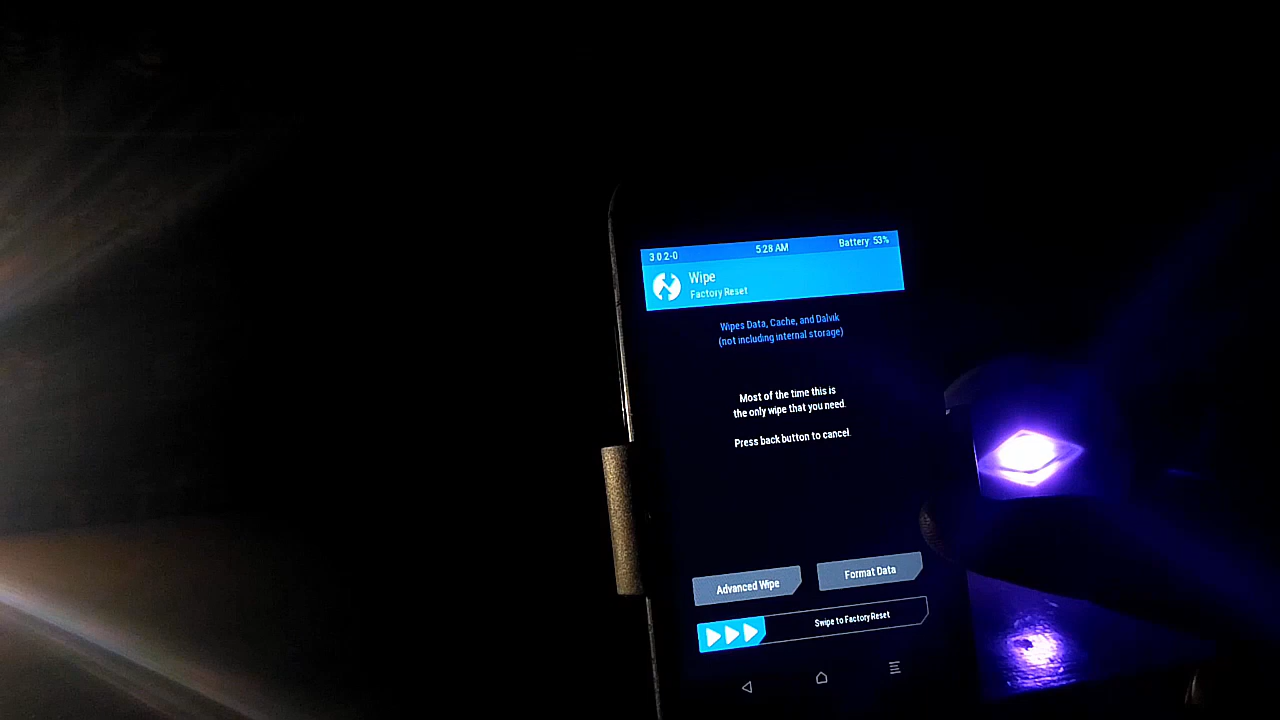 3.0.2-0 5:28 AM Battery: 53%
Wipe
Factory Reset
Wipes Data, Cache, and Dalvik
(not including internal storage)
Most of the time this is
the only wipe that you need.
Press back button to cancel.
Advanced Wipe Format Data
Swipe to Factory Reset